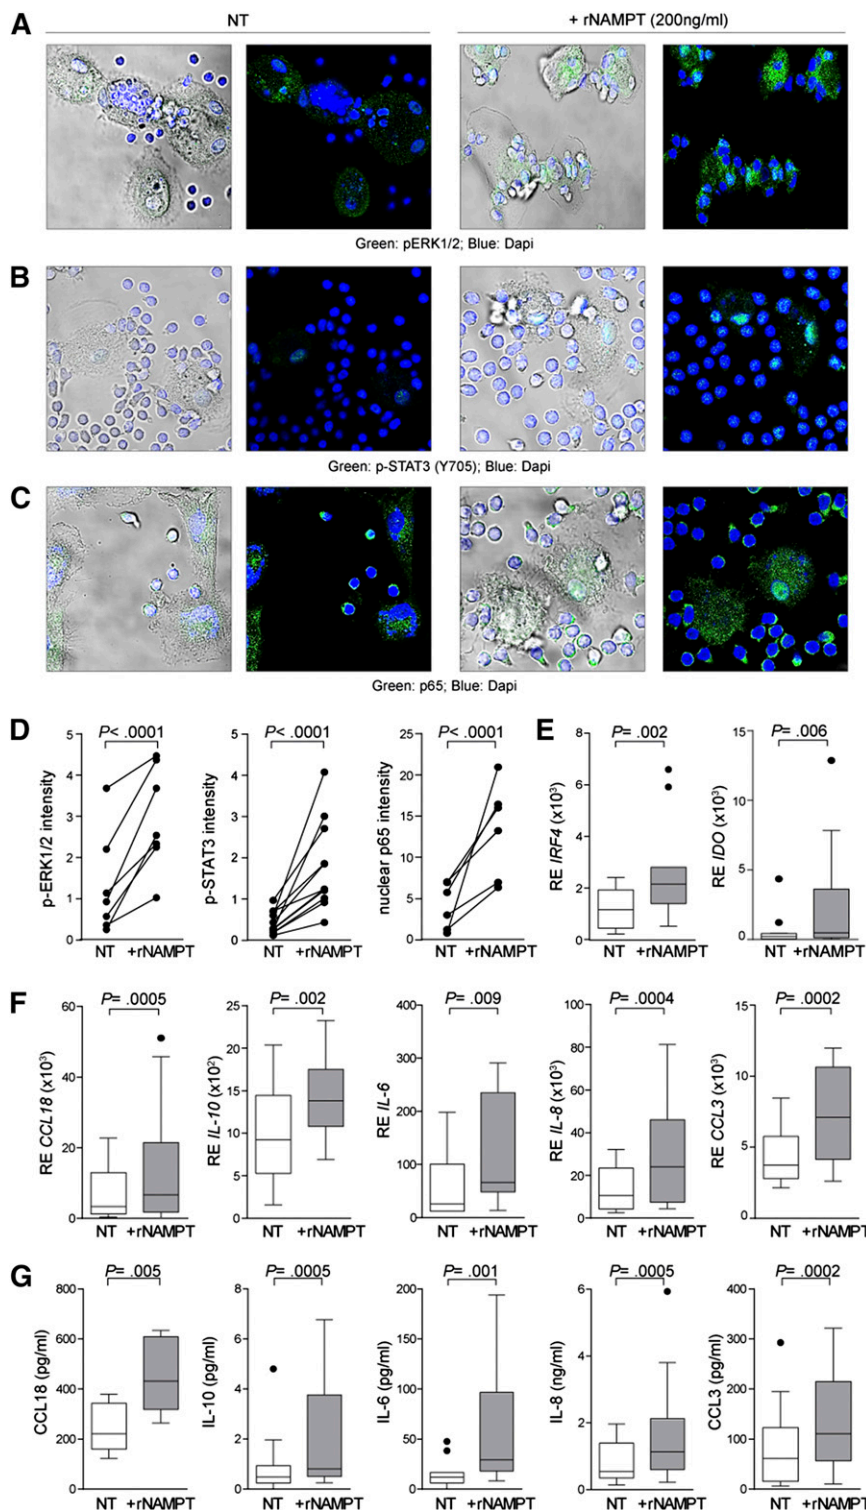 A NT + rNAMPT (200ng/ml)
Green: pERK1/2; Blue: Dapi
B
Green: p-STAT3 (Y705); Blue: Dapi
C
Green: p65; Blue: Dapi
D
P< .0001
p-ERK1/2 intensity
5
4
3
2
1
0
NT +rNAMPT
P< .0001
p-STAT3 intensity
5
4
3
2
1
0
NT +rNAMPT
P< .0001
nuclear p65 intensity
25
20
15
10
5
0
NT +rNAMPT
E
P= .002
RE IRF4 (x10³)
8
6
4
2
0
NT +rNAMPT
P= .006
RE IDO (x10³)
15
10
5
0
NT +rNAMPT
F
P= .0005
RE CCL18 (x10³)
60
40
20
0
NT +rNAMPT
P= .002
RE IL-10 (x10²)
25
20
15
10
5
0
NT +rNAMPT
P= .009
RE IL-6
400
300
200
100
0
NT +rNAMPT
P= .0004
RE IL-8 (x10³)
100
80
60
40
20
0
NT +rNAMPT
P= .0002
RE CCL3 (x10³)
15
10
5
0
NT +rNAMPT
G
P= .005
CCL18 (pg/ml)
800
600
400
200
0
NT +rNAMPT
P= .0005
IL-10 (pg/ml)
8
6
4
2
0
NT +rNAMPT
P= .001
IL-6 (pg/ml)
200
150
100
50
0
NT +rNAMPT
P= .0005
IL-8 (ng/ml)
8
6
4
2
0
NT +rNAMPT
P= .0002
CCL3 (pg/ml)
400
300
200
100
0
NT +rNAMPT